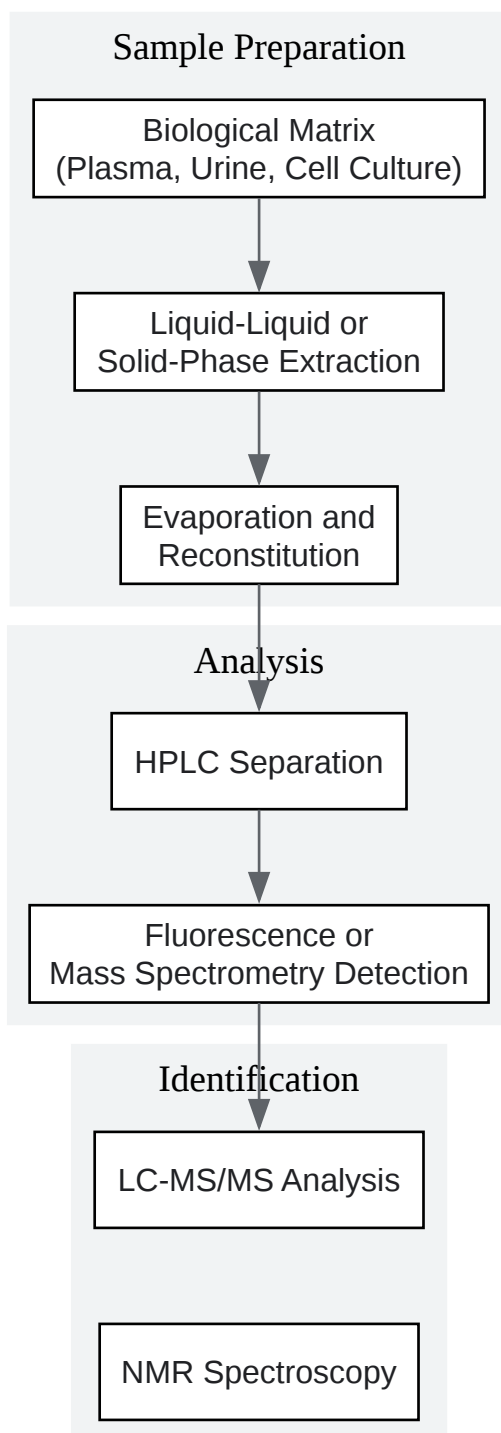 Sample Preparation
Biological Matrix
(Plasma, Urine, Cell Culture)
Liquid-Liquid or
Solid-Phase Extraction
Evaporation and
Reconstitution
Analysis
HPLC Separation
Fluorescence or
Mass Spectrometry Detection
Identification
LC-MS/MS Analysis
NMR Spectroscopy